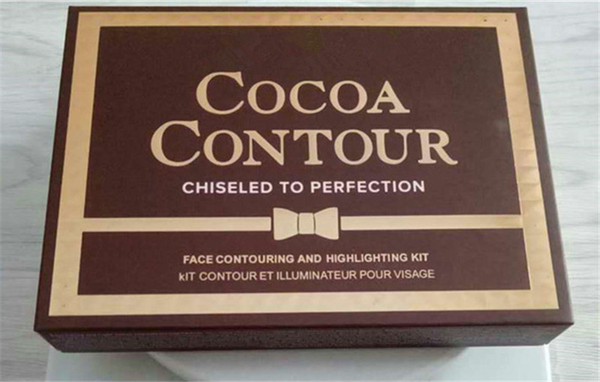 COCOA
CONTOUR
CHISELED TO PERFECTION
FACE CONTOURING AND HIGHLIGHTING KIT
kIT CONTOUR ET ILLUMINATEUR POUR VISAGE